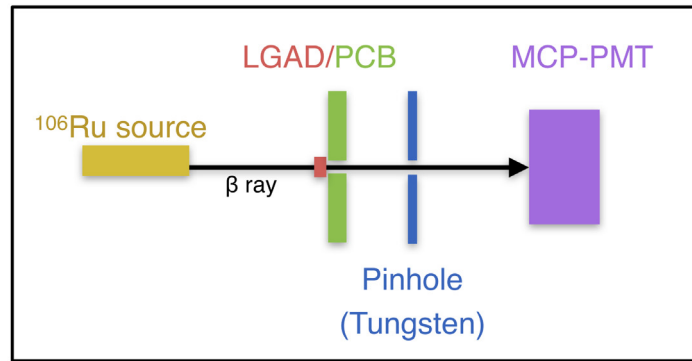 LGAD/PCB
MCP-PMT
¹⁰⁶Ru source
β ray
Pinhole
(Tungsten)